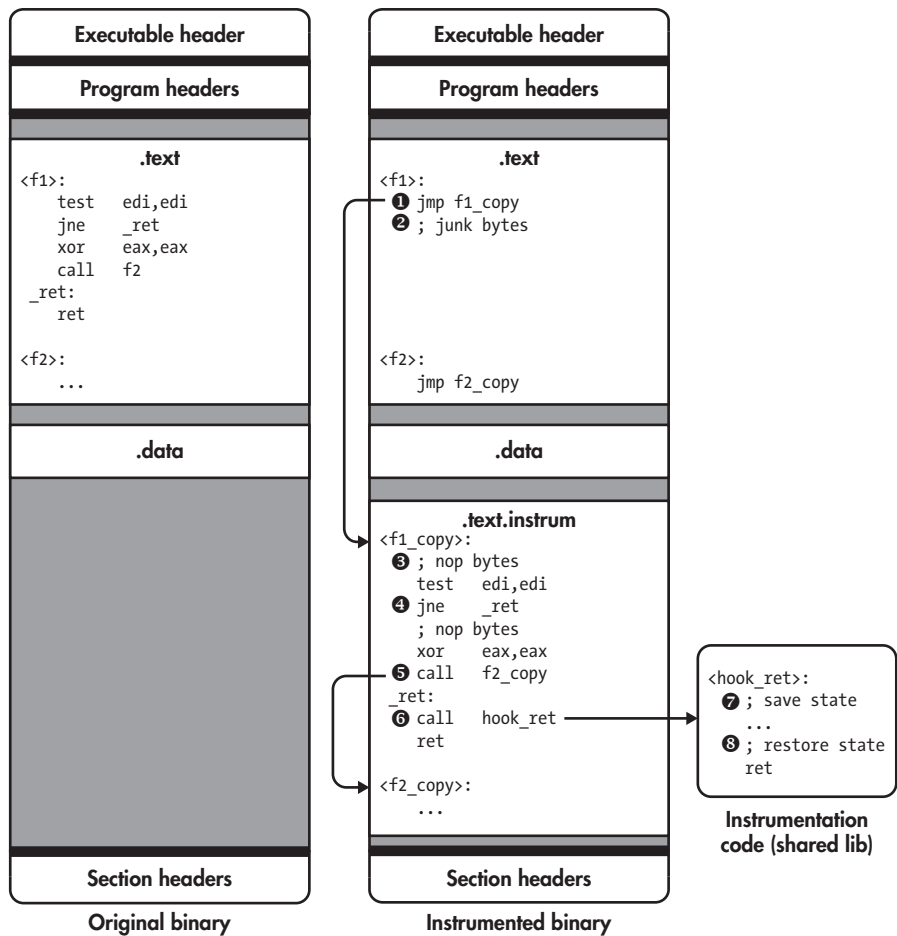 Executable header
Program headers
.text
<f1>:
test edi,edi
jne _ret
xor eax,eax
call f2
_ret:
ret
<f2>:
...
.data
Section headers
Original binary
Executable header
Program headers
.text
<f1>:
❶ jmp f1_copy
❷ ; junk bytes
<f2>:
jmp f2_copy
.data
.text.instrum
<f1_copy>:
❸ ; nop bytes
test edi,edi
❹ jne _ret
; nop bytes
xor eax,eax
❺ call f2_copy
_ret:
❻ call hook_ret
ret
<f2_copy>:
...
Section headers
Instrumented binary
<hook_ret>:
❼ ; save state
...
❽ ; restore state
ret
Instrumentation
code (shared lib)